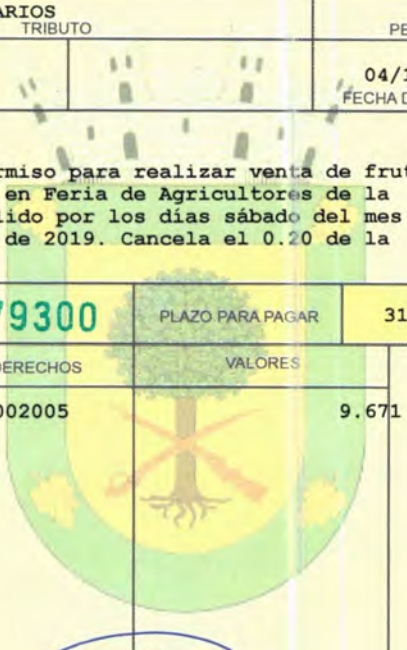 ARIOS
TRIBUTO
PE
04/1
FECHA D
rmiso para realizar venta de frut
en Feria de Agricultores de la
lido por los días sábado del mes
de 2019. Cancela el 0.20 de la
79300
PLAZO PARA PAGAR
31
DERECHOS
VALORES
002005
9.671